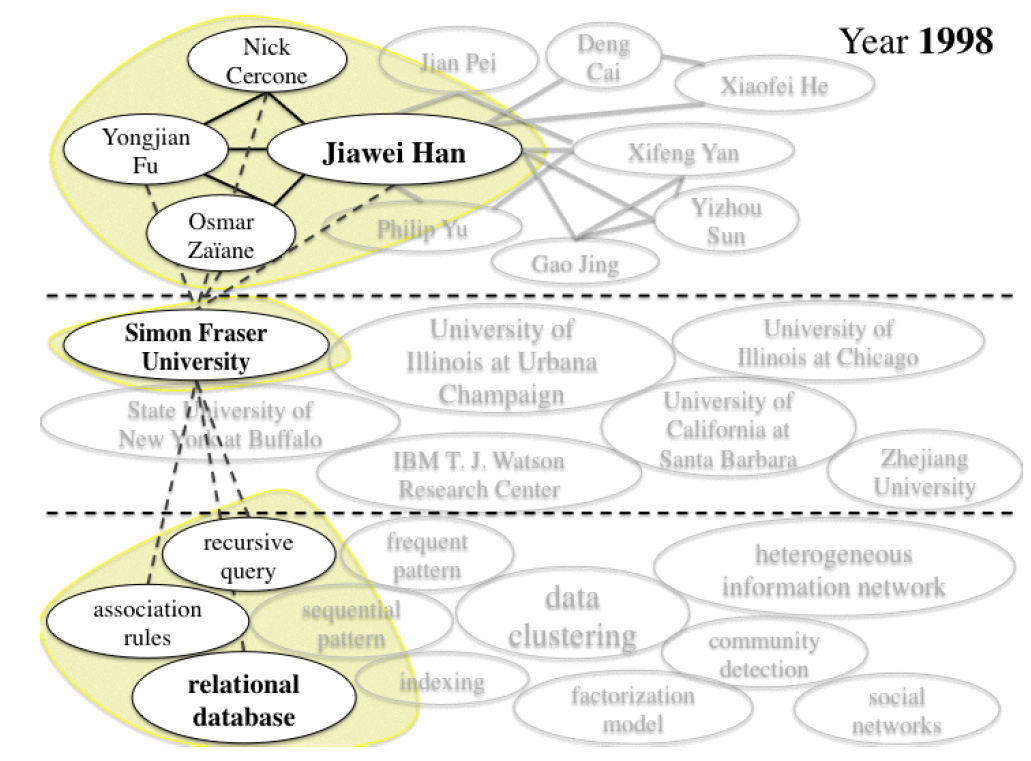 Year 1998
Nick
Cercone
Jian Pei
Deng
Cai
Xiaofei He
Yongjian
Fu
Jiawei Han
Xifeng Yan
Osmar
Zaïane
Philip Yu
Yizhou
Sun
Gao Jing
Simon Fraser
University
University of
Illinois at Urbana
Champaign
University of
Illinois at Chicago
State University of
New York at Buffalo
IBM T. J. Watson
Research Center
University of
California at
Santa Barbara
Zhejiang
University
recursive
query
frequent
pattern
heterogeneous
information network
association
rules
sequential
pattern
data
clustering
community
detection
relational
database
indexing
factorization
model
social
networks